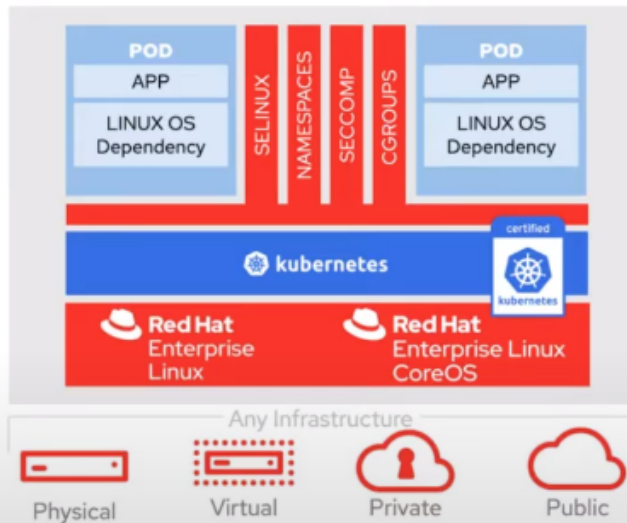 POD
APP
LINUX OS
Dependency
SELINUX
NAMESPACES
SECCOMP
CGROUPS
POD
APP
LINUX OS
Dependency
kubernetes
certified
kubernetes
Red Hat
Enterprise
Linux
Red Hat
Enterprise Linux
CoreOS
Any Infrastructure
Physical
Virtual
Private
Public